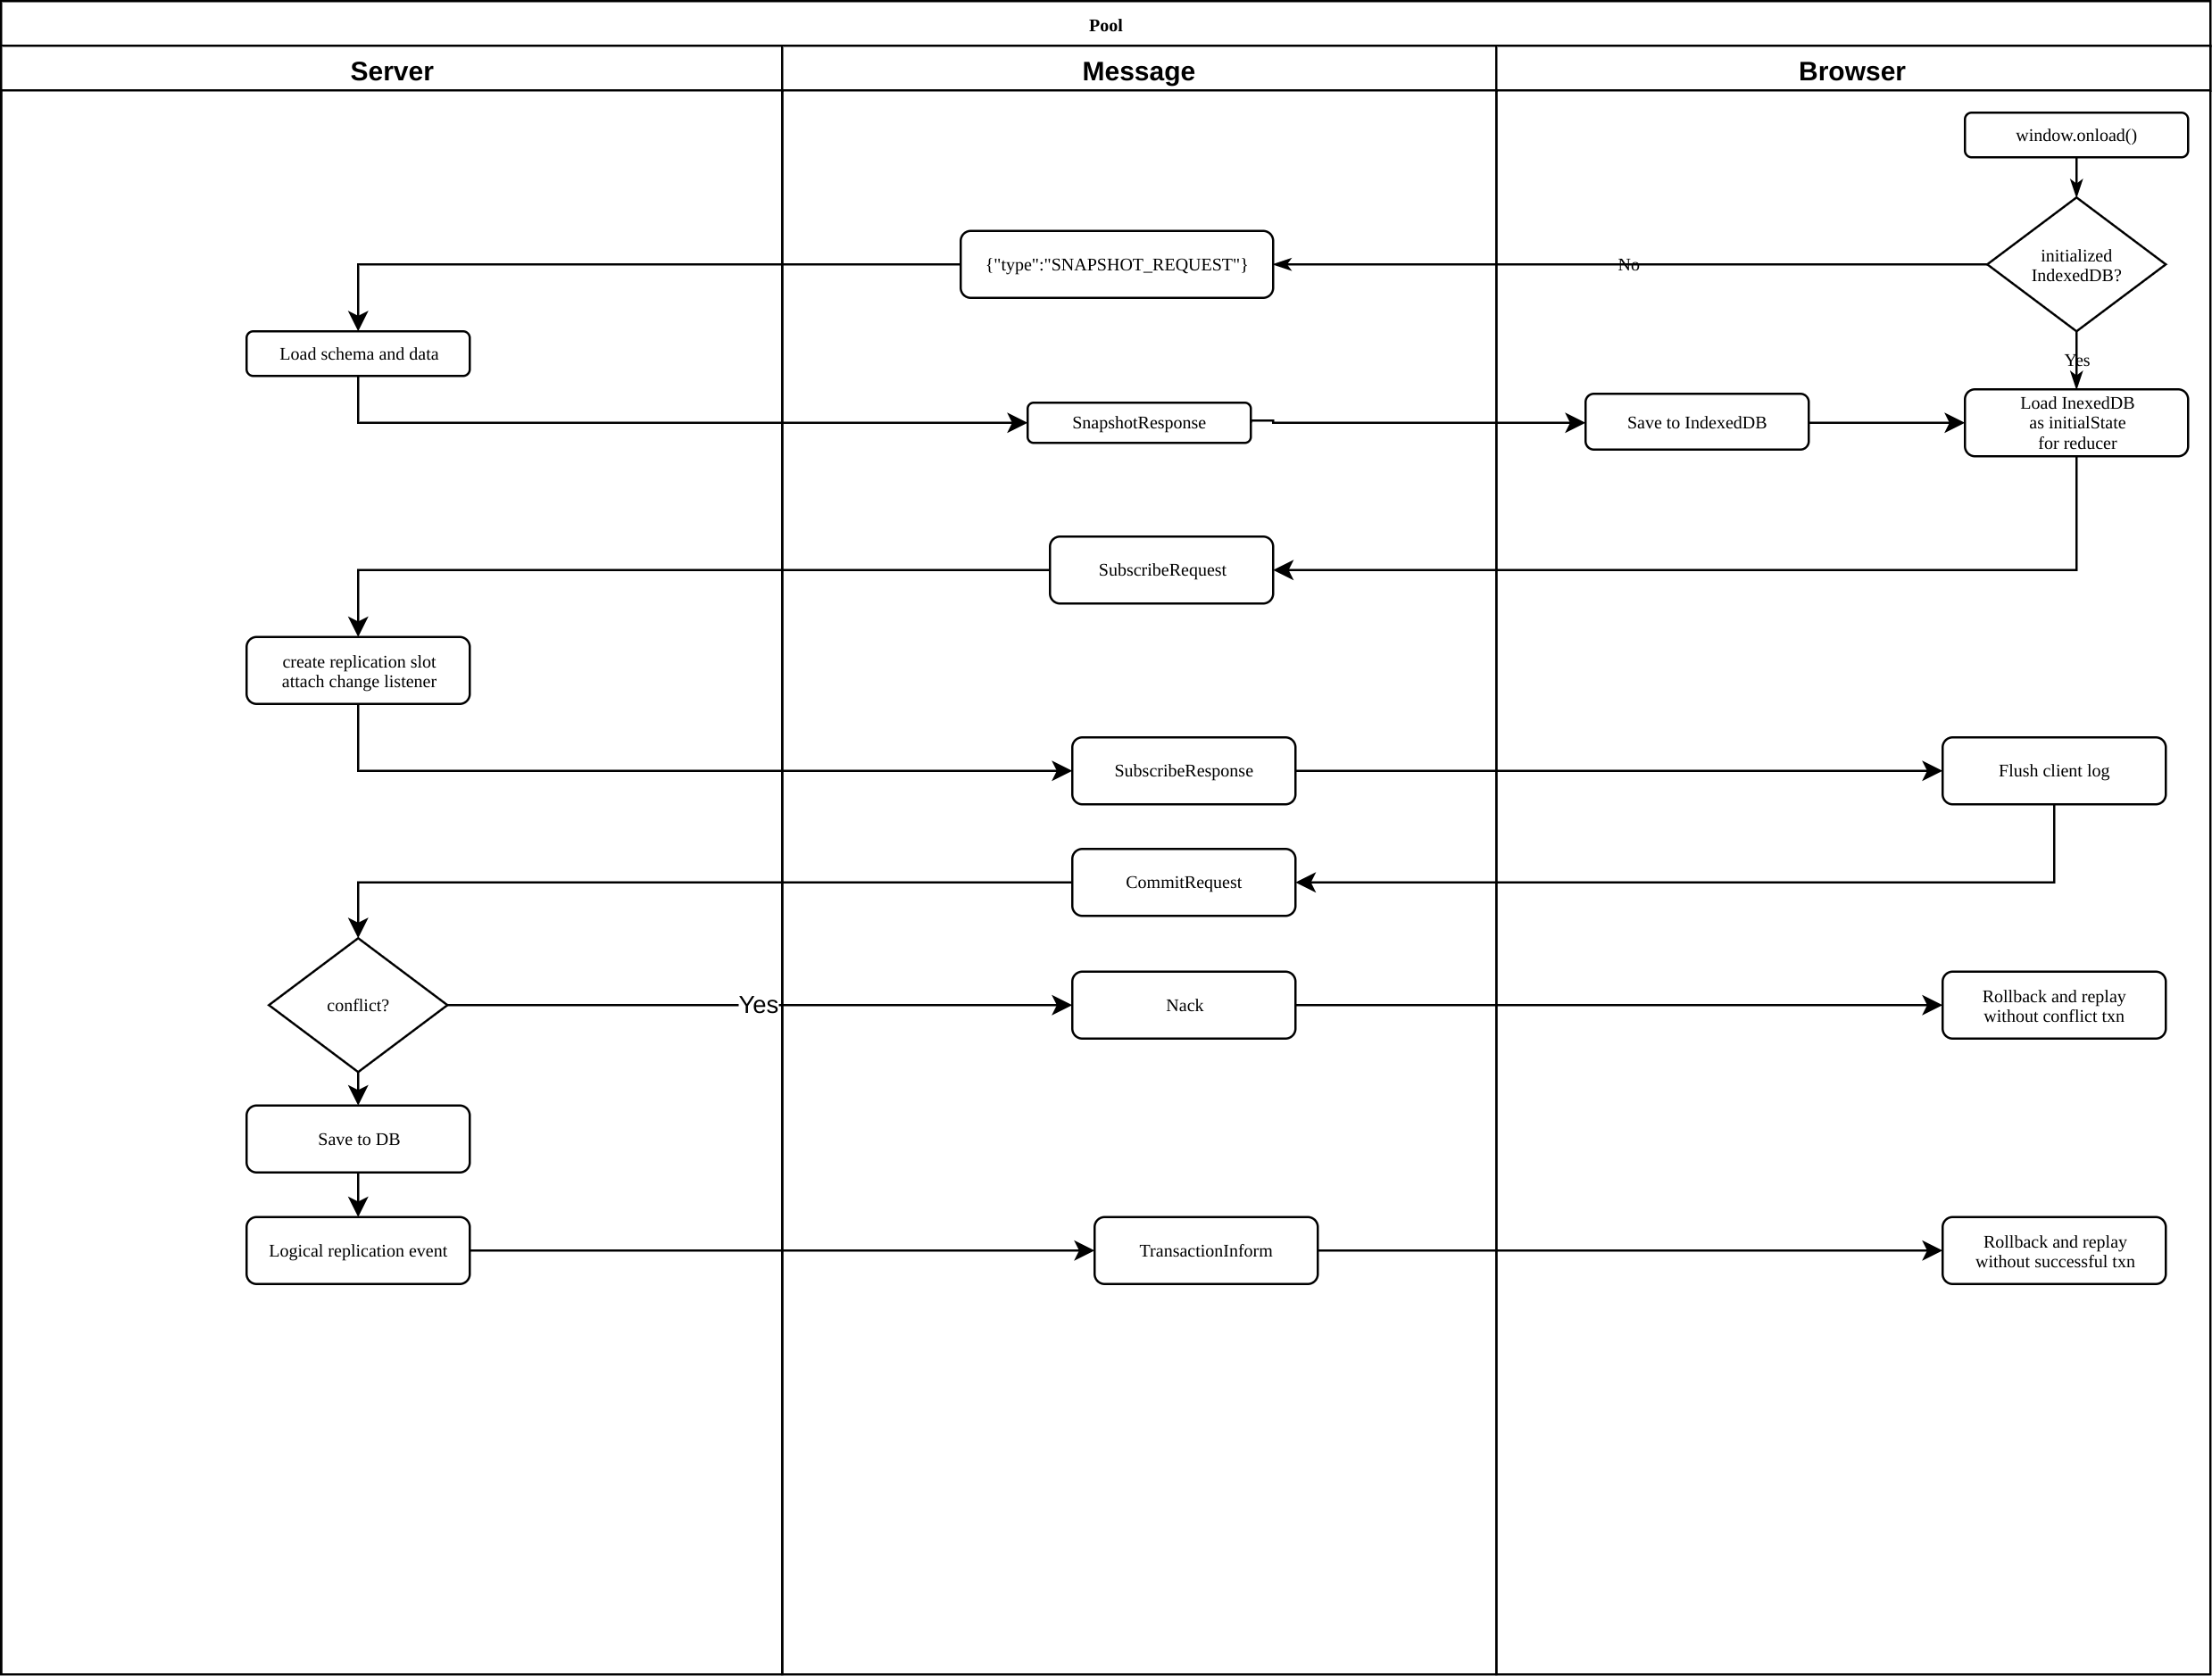 Pool
Server
Message
Browser
window.onload()
initialized
IndexedDB?
No
{"type":"SNAPSHOT_REQUEST"}
Yes
Load schema and data
SnapshotResponse
Save to IndexedDB
Load InexedDB
as initialState
for reducer
SubscribeRequest
create replication slot
attach change listener
SubscribeResponse
Flush client log
CommitRequest
conflict?
Yes
Nack
Rollback and replay
without conflict txn
Save to DB
Logical replication event
TransactionInform
Rollback and replay
without successful txn